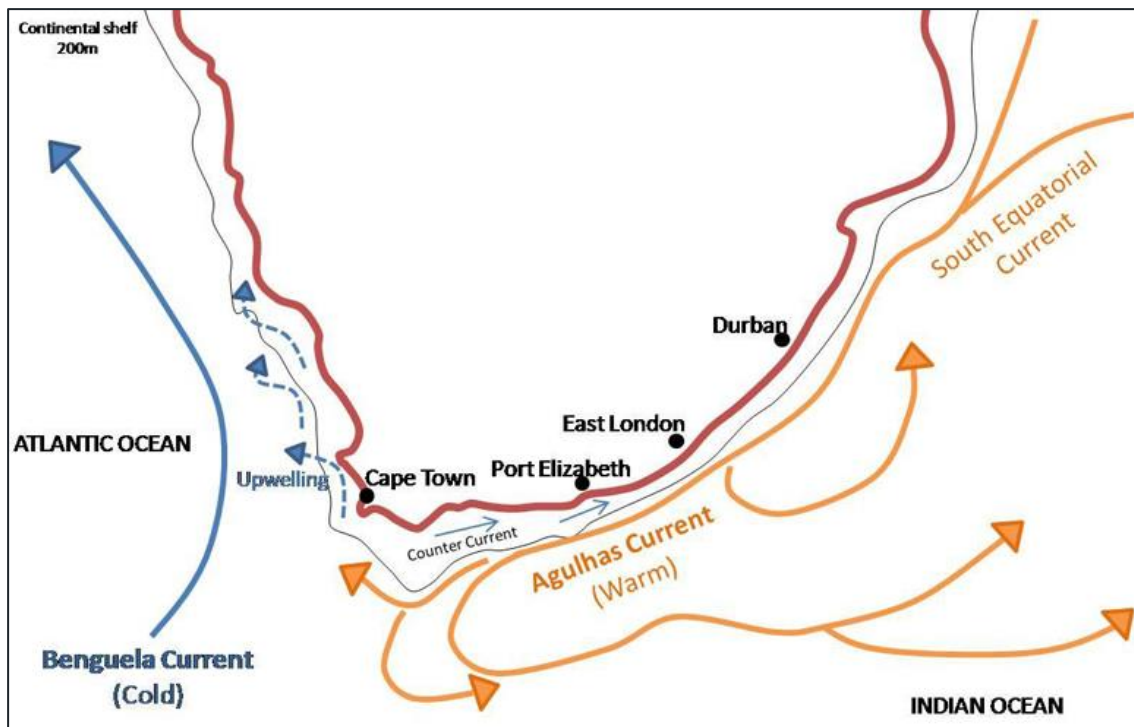 Continental shelf
200m
South Equatorial
Current
Durban
ATLANTIC OCEAN
East London
Port Elizabeth
Cape Town
Upwelling
Counter Current
Agulhas Current
(Warm)
Benguela Current
(Cold)
INDIAN OCEAN